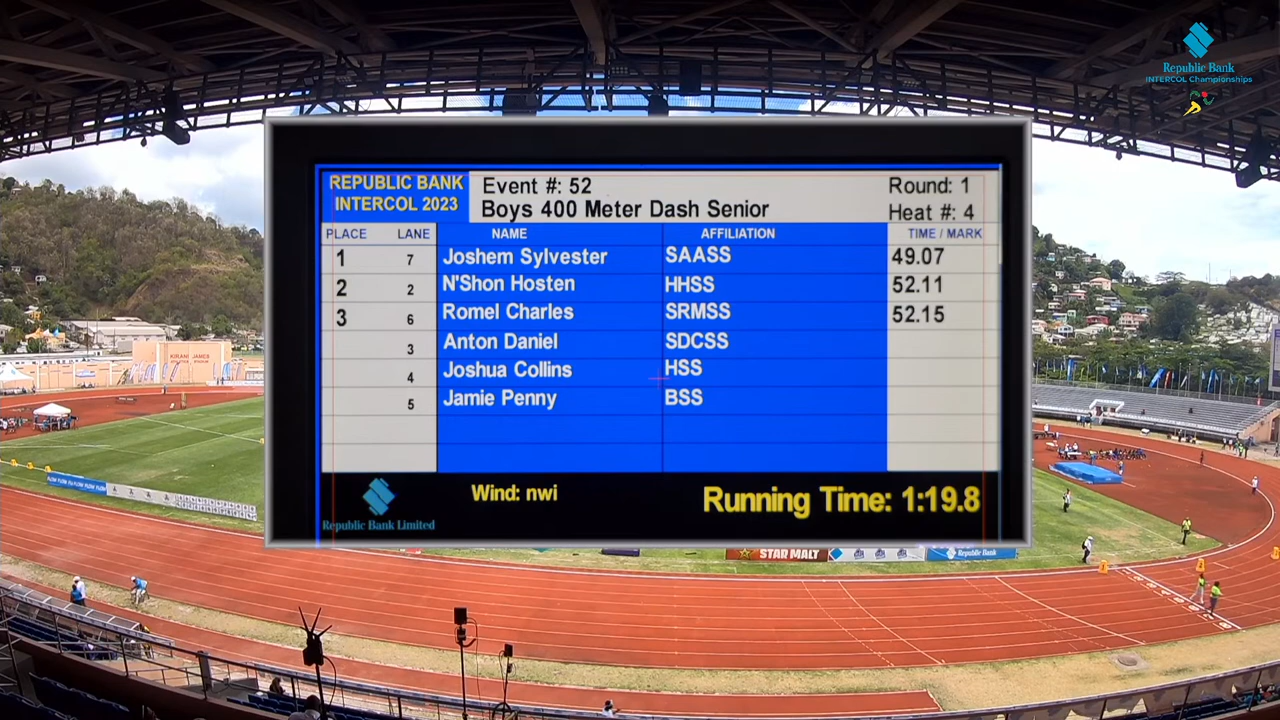 Republic Bank
INTERCOL Championships
REPUBLIC BANK
INTERCOL 2023
Event #: 52
Boys 400 Meter Dash Senior
Round: 1
Heat #: 4
PLACE LANE NAME AFFILIATION TIME / MARK
1 7 Joshem Sylvester SAASS 49.07
2 2 N'Shon Hosten HHSS 52.11
3 6 Romel Charles SRMSS 52.15
3 Anton Daniel SDCSS
4 Joshua Collins HSS
5 Jamie Penny BSS
Wind: nwi
Running Time: 1:19.8
Republic Bank Limited
KIRANI JAMES
STAR MALT
Republic Bank